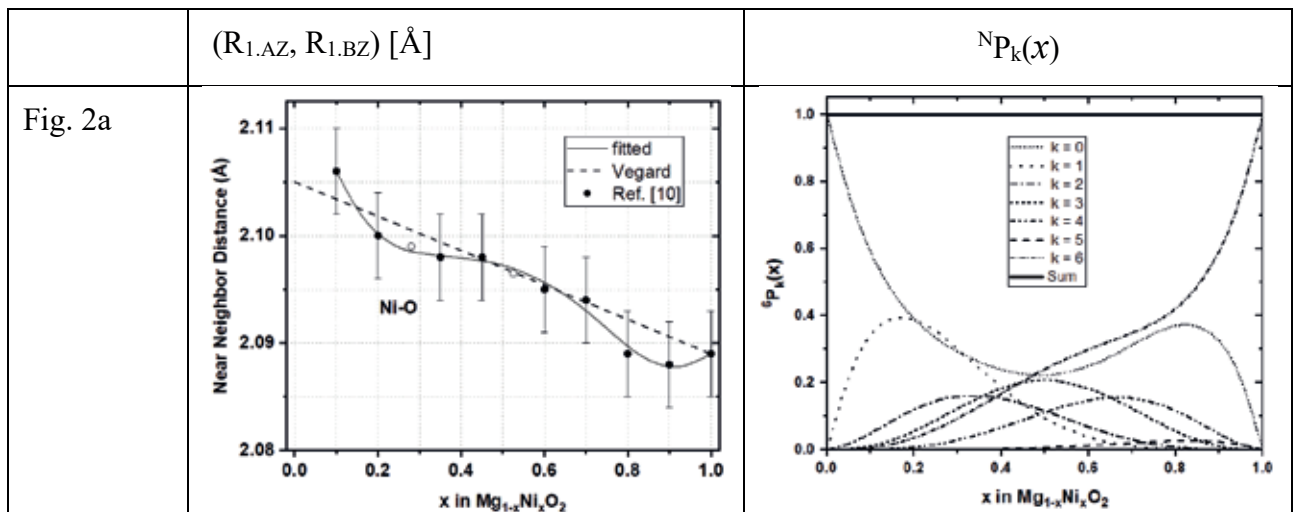 (R1.AZ, R1.BZ) [Å]
NPk(x)
Fig. 2a
Near Neighbor Distance (Å)
2.11
2.10
2.09
2.08
fitted
Vegard
Ref. [10]
Ni-O
0.0 0.2 0.4 0.6 0.8 1.0
x in Mg1-xNixO2
6Pk(x)
1.0
0.8
0.6
0.4
0.2
0.0
k = 0
k = 1
k = 2
k = 3
k = 4
k = 5
k = 6
Sum
0.0 0.2 0.4 0.6 0.8 1.0
x in Mg1-xNixO2